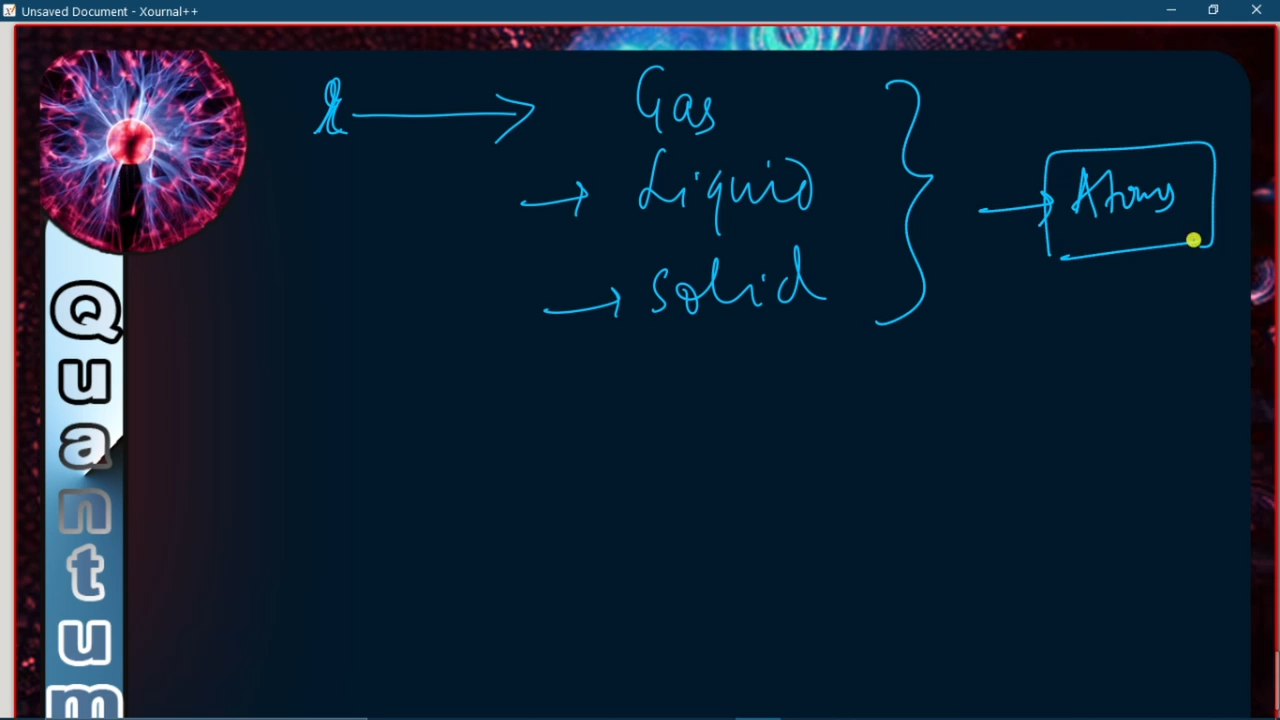 Unsaved Document - Xournal++
Gas
Liquid
Solid
Atoms
Quantum